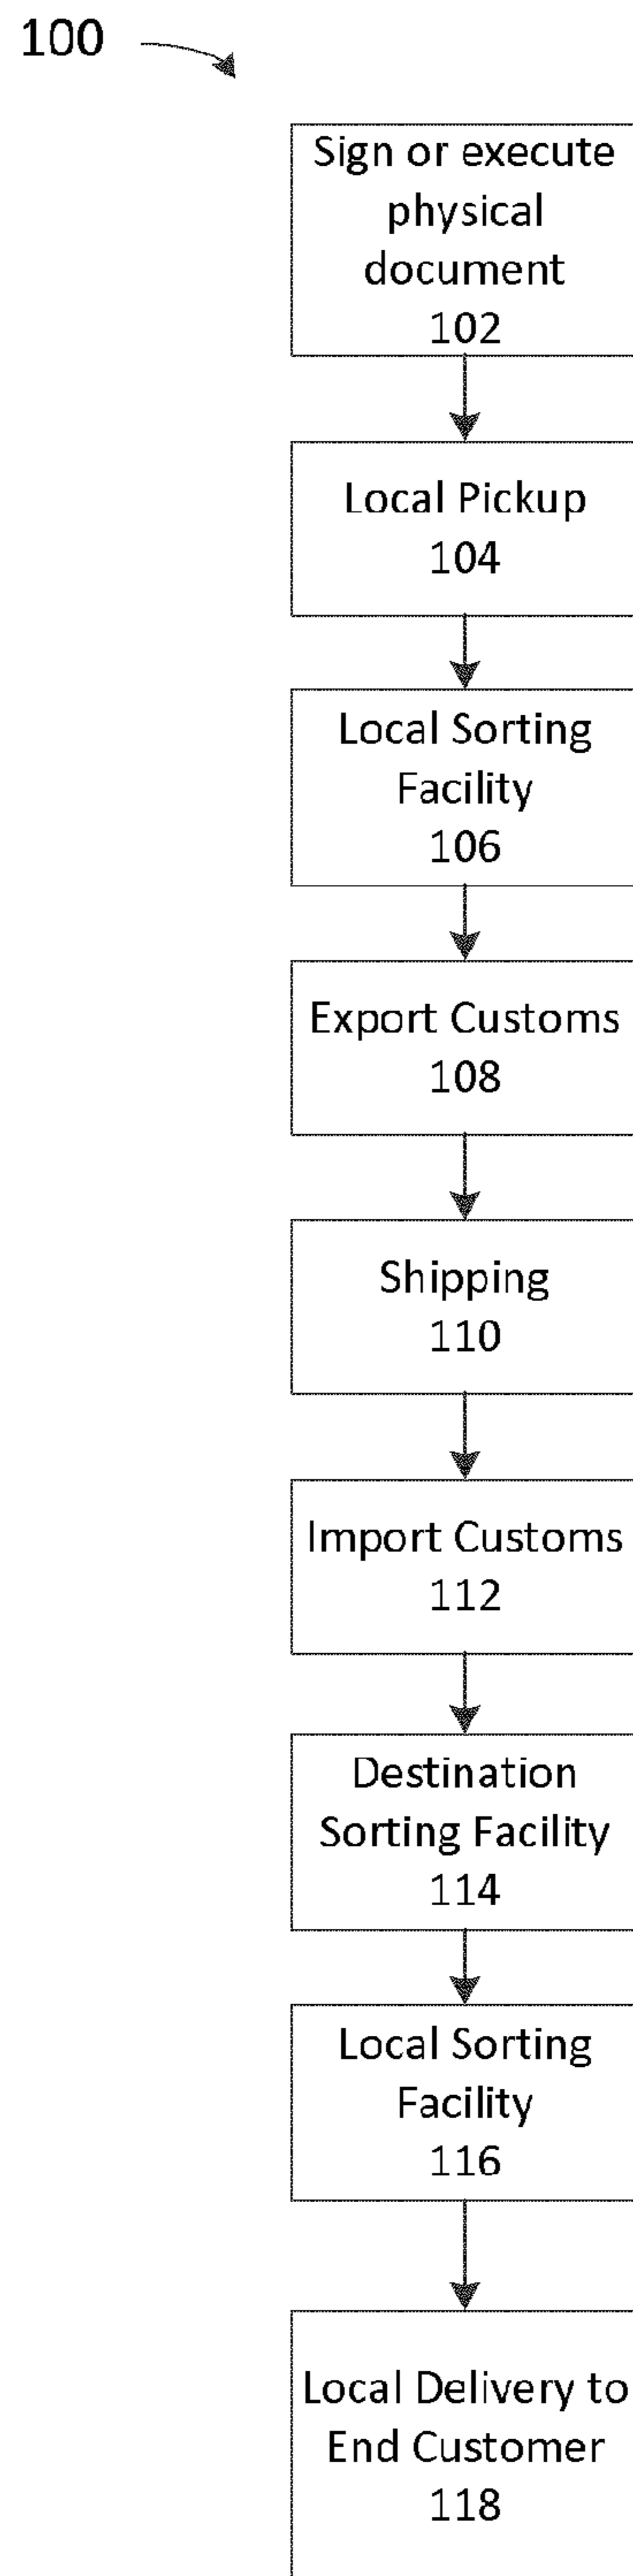 100
Sign or execute
physical
document
102
Local Pickup
104
Local Sorting
Facility
106
Export Customs
108
Shipping
110
Import Customs
112
Destination
Sorting Facility
114
Local Sorting
Facility
116
Local Delivery to
End Customer
118